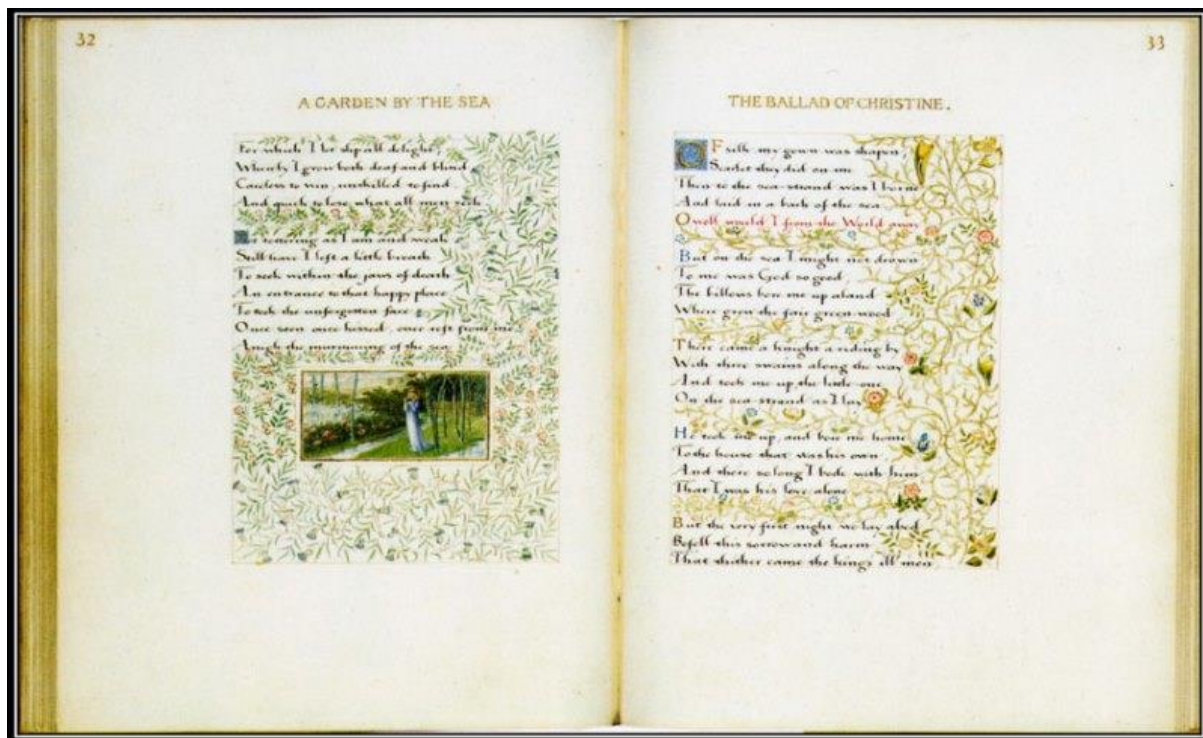 32
A GARDEN BY THE SEA
For which I let slip all delight,
Whereby I grow both deaf and blind
Careless to win, unskilled to find
And quick to lose what all men seek
Yet tottering as I am and weak
Still have I left a little breath
To seek within the jaws of death
An entrance to that happy place
To seek the unforgotten face
Once seen once kissed, once reft from me
Anigh the murmuring of the sea
33
THE BALLAD OF CHRISTINE.
OF silk my gown was shapen
Scarlet they did on me
Then to the sea-strand was I borne
And laid in a bark of the sea
O well would I from the World away
But on the sea I might not drown
To me was God so good
The billows bore me up aland
Where grew the fair green-wood
There came a knight a riding by
With three swains along the way
And took me up the little one
On the sea-strand as I lay
He took me up, and bore me home
To the house that was his own
And there so long I bode with him
That I was his love alone
But the very first night we lay abed
Befell this sorrow and harm
That thither came the kings ill men